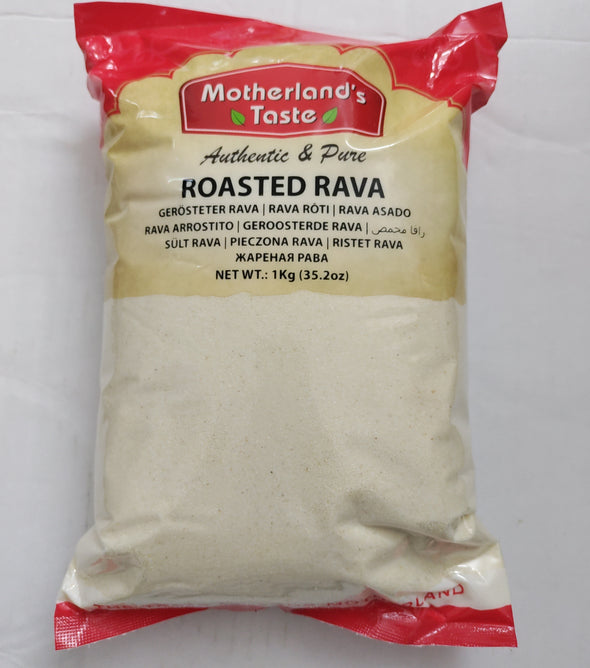 Motherland's
Taste
Authentic & Pure
ROASTED RAVA
GERÖSTETER RAVA | RAVA RÔTI | RAVA ASADO
RAVA ARROSTITO | GEROOSTERDE RAVA | رافا محمص
SÜLT RAVA | PIECZONA RAVA | RISTET RAVA
ЖАРЕНАЯ РАВА
NET WT.: 1Kg (35.2oz)